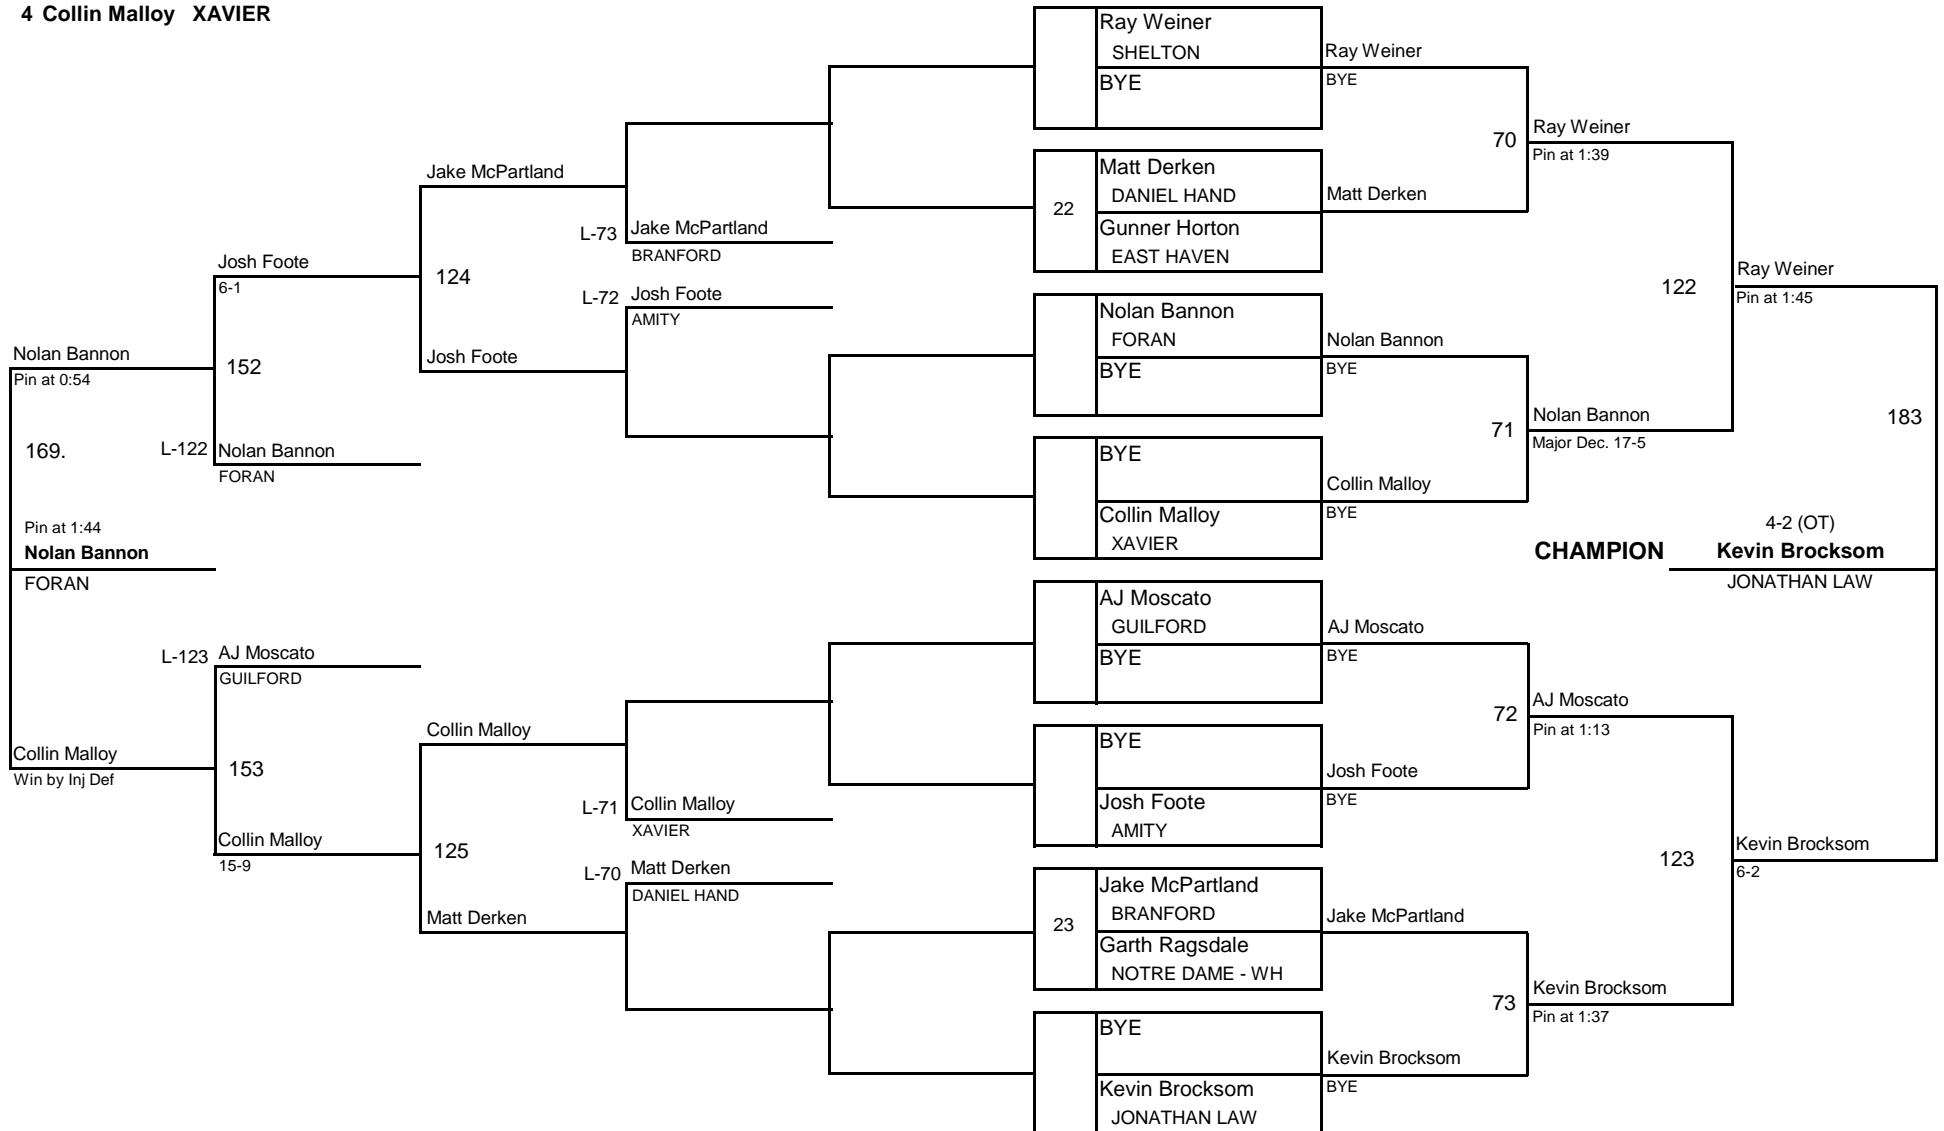 4 Collin Malloy XAVIER
Ray Weiner
SHELTON
Ray Weiner
BYE
BYE
70
Ray Weiner
Pin at 1:39
Matt Derken
22
DANIEL HAND
Matt Derken
Gunner Horton
EAST HAVEN
Jake McPartland
L-73 Jake McPartland
BRANFORD
Josh Foote
6-1
124
L-72 Josh Foote
AMITY
122
Ray Weiner
Pin at 1:45
Nolan Bannon
FORAN
Nolan Bannon
BYE
BYE
Nolan Bannon
Pin at 0:54
152
Josh Foote
71
Nolan Bannon
Major Dec. 17-5
183
169.
L-122 Nolan Bannon
FORAN
BYE
Collin Malloy
BYE
Collin Malloy
XAVIER
Pin at 1:44
Nolan Bannon
FORAN
4-2 (OT)
CHAMPION Kevin Brocksom
JONATHAN LAW
AJ Moscato
GUILFORD
AJ Moscato
BYE
BYE
L-123 AJ Moscato
GUILFORD
72
AJ Moscato
Pin at 1:13
Collin Malloy
BYE
Josh Foote
BYE
Josh Foote
AMITY
Collin Malloy
Win by Inj Def
153
L-71 Collin Malloy
XAVIER
Collin Malloy
15-9
125
L-70 Matt Derken
DANIEL HAND
123
Kevin Brocksom
6-2
Matt Derken
Jake McPartland
23
BRANFORD
Jake McPartland
Garth Ragsdale
NOTRE DAME - WH
73
Kevin Brocksom
Pin at 1:37
BYE
Kevin Brocksom
BYE
Kevin Brocksom
JONATHAN LAW